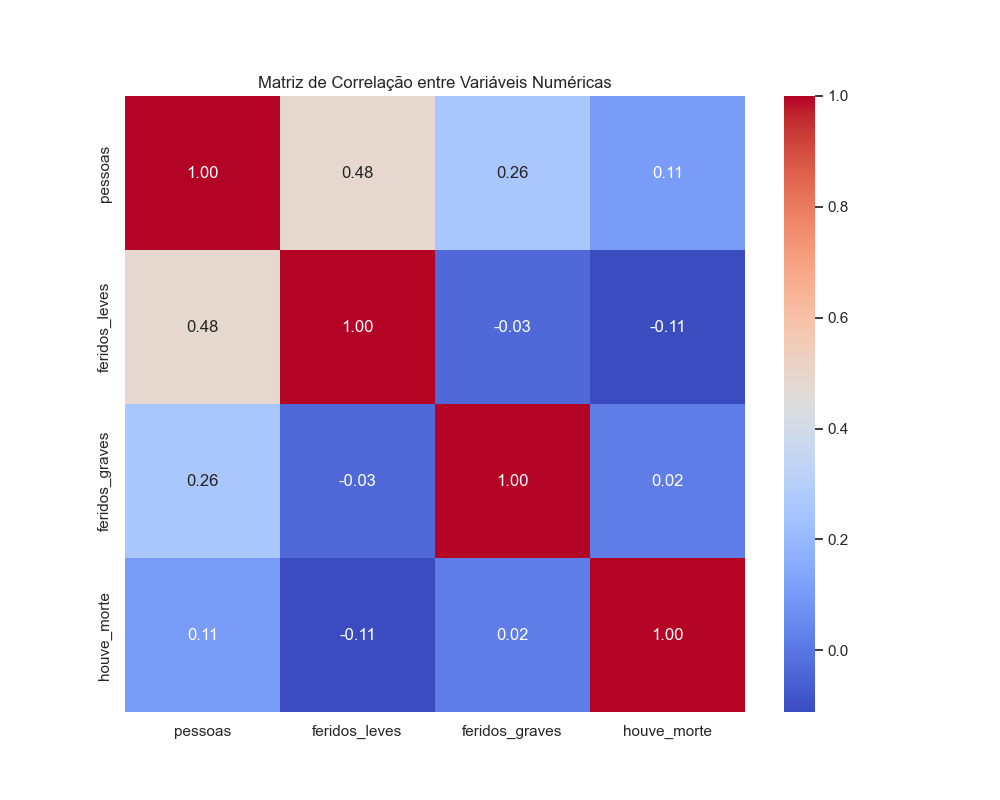 Matriz de Correlação entre Variáveis Numéricas
pessoas
1.00
0.48
0.26
0.11
feridos_leves
0.48
1.00
-0.03
-0.11
feridos_graves
0.26
-0.03
1.00
0.02
houve_morte
0.11
-0.11
0.02
1.00
pessoas
feridos_leves
feridos_graves
houve_morte
1.0
0.8
0.6
0.4
0.2
0.0